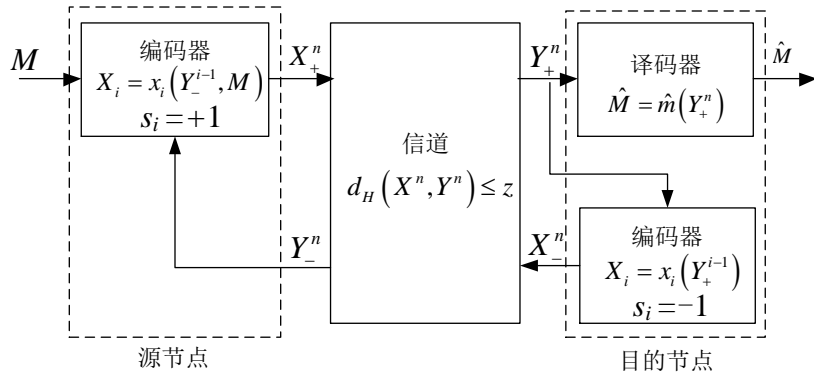 M
编码器
X_i = x_i(Y_-^{i-1}, M)
s_i = +1
X_+^n
Y_-^n
源节点
信道
d_H(X^n, Y^n) ≤ z
Y_+^n
X_-^n
译码器
M̂ = m̂(Y_+^n)
M̂
编码器
X_i = x_i(Y_+^{i-1})
s_i = −1
目的节点